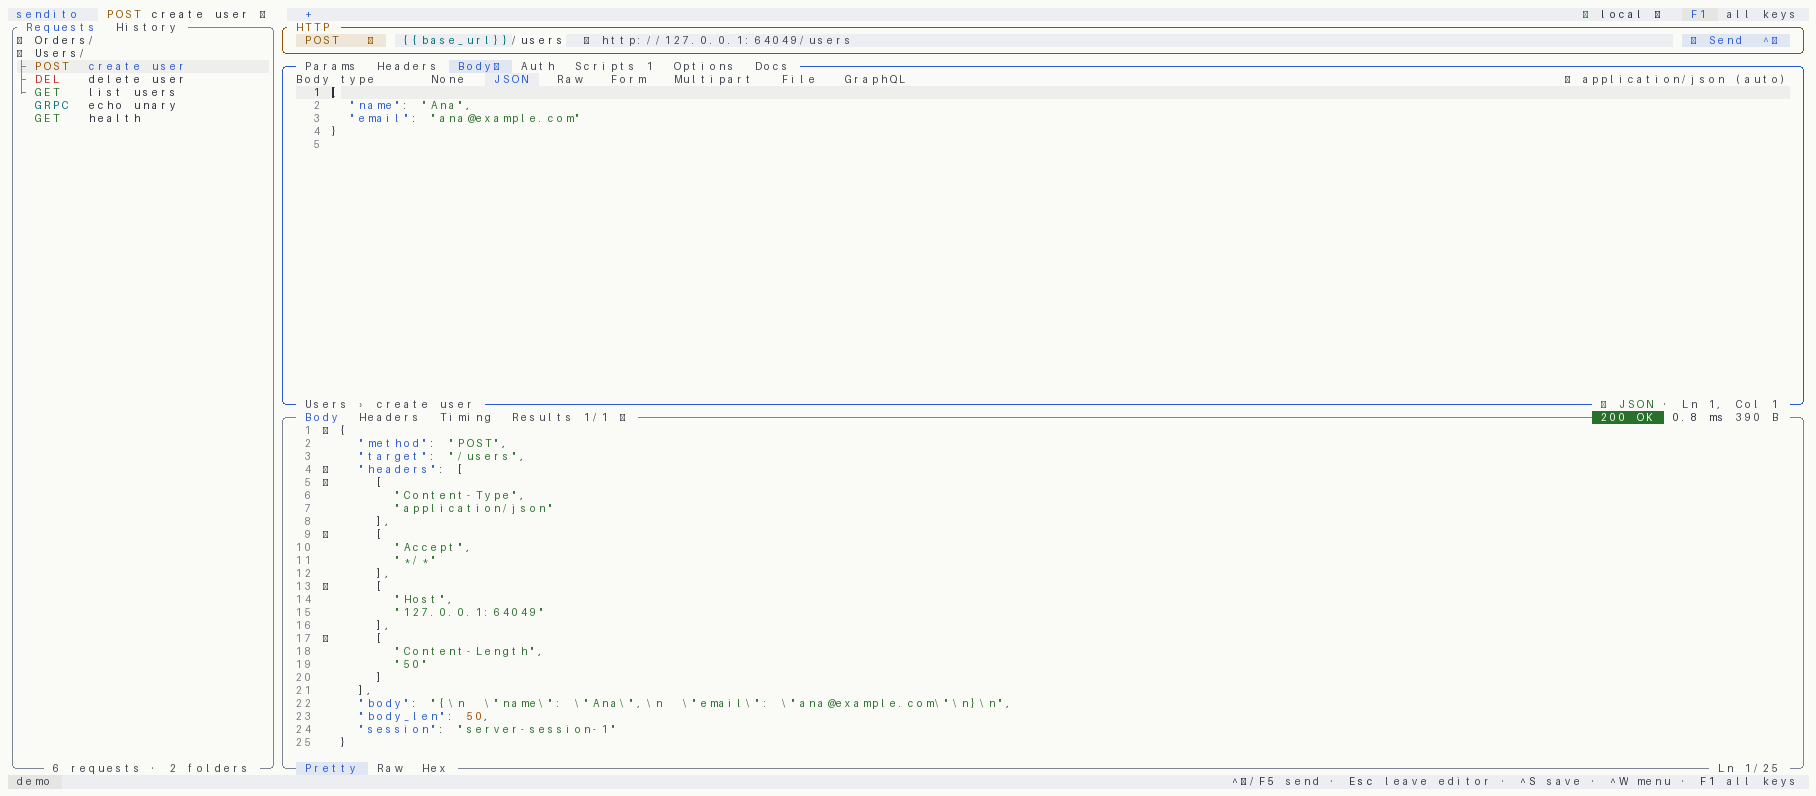 sendito POST create user +
local F1 all keys
Requests History
Orders/
Users/
POST create user
DEL delete user
GET list users
GRPC echo unary
GET health
6 requests · 2 folders
HTTP
POST {{base_url}}/users http://127.0.0.1:64049/users Send
Params Headers Body Auth Scripts 1 Options Docs
Body type None JSON Raw Form Multipart File GraphQL application/json (auto)
1
2 "name": "Ana",
3 "email": "ana@example.com"
4 }
5
Users › create user JSON · Ln 1, Col 1
Body Headers Timing Results 1/1 200 OK 0.8 ms 390 B
1 {
2 "method": "POST",
3 "target": "/users",
4 "headers": [
5 [
6 "Content-Type",
7 "application/json"
8 ],
9 [
10 "Accept",
11 "*/*"
12 ],
13 [
14 "Host",
15 "127.0.0.1:64049"
16 ],
17 [
18 "Content-Length",
19 "50"
20 ]
21 ],
22 "body": "{\n  \"name\": \"Ana\",\n  \"email\": \"ana@example.com\"\n}\n",
23 "body_len": 50,
24 "session": "server-session-1"
25 }
Pretty Raw Hex Ln 1/25
demo /F5 send · Esc leave editor · ^S save · ^W menu · F1 all keys